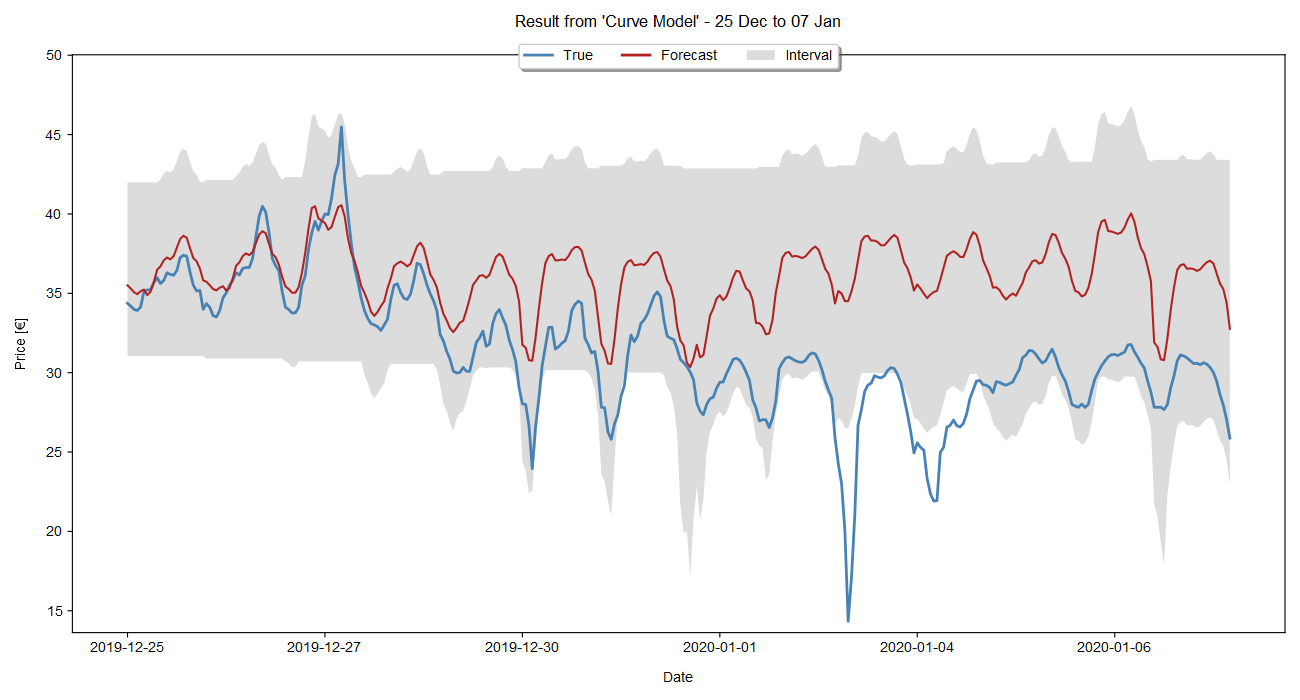 Result from 'Curve Model' - 25 Dec to 07 Jan
True Forecast Interval
50
45
40
35
30
25
20
15
Price [€]
2019-12-25 2019-12-27 2019-12-30 2020-01-01 2020-01-04 2020-01-06
Date